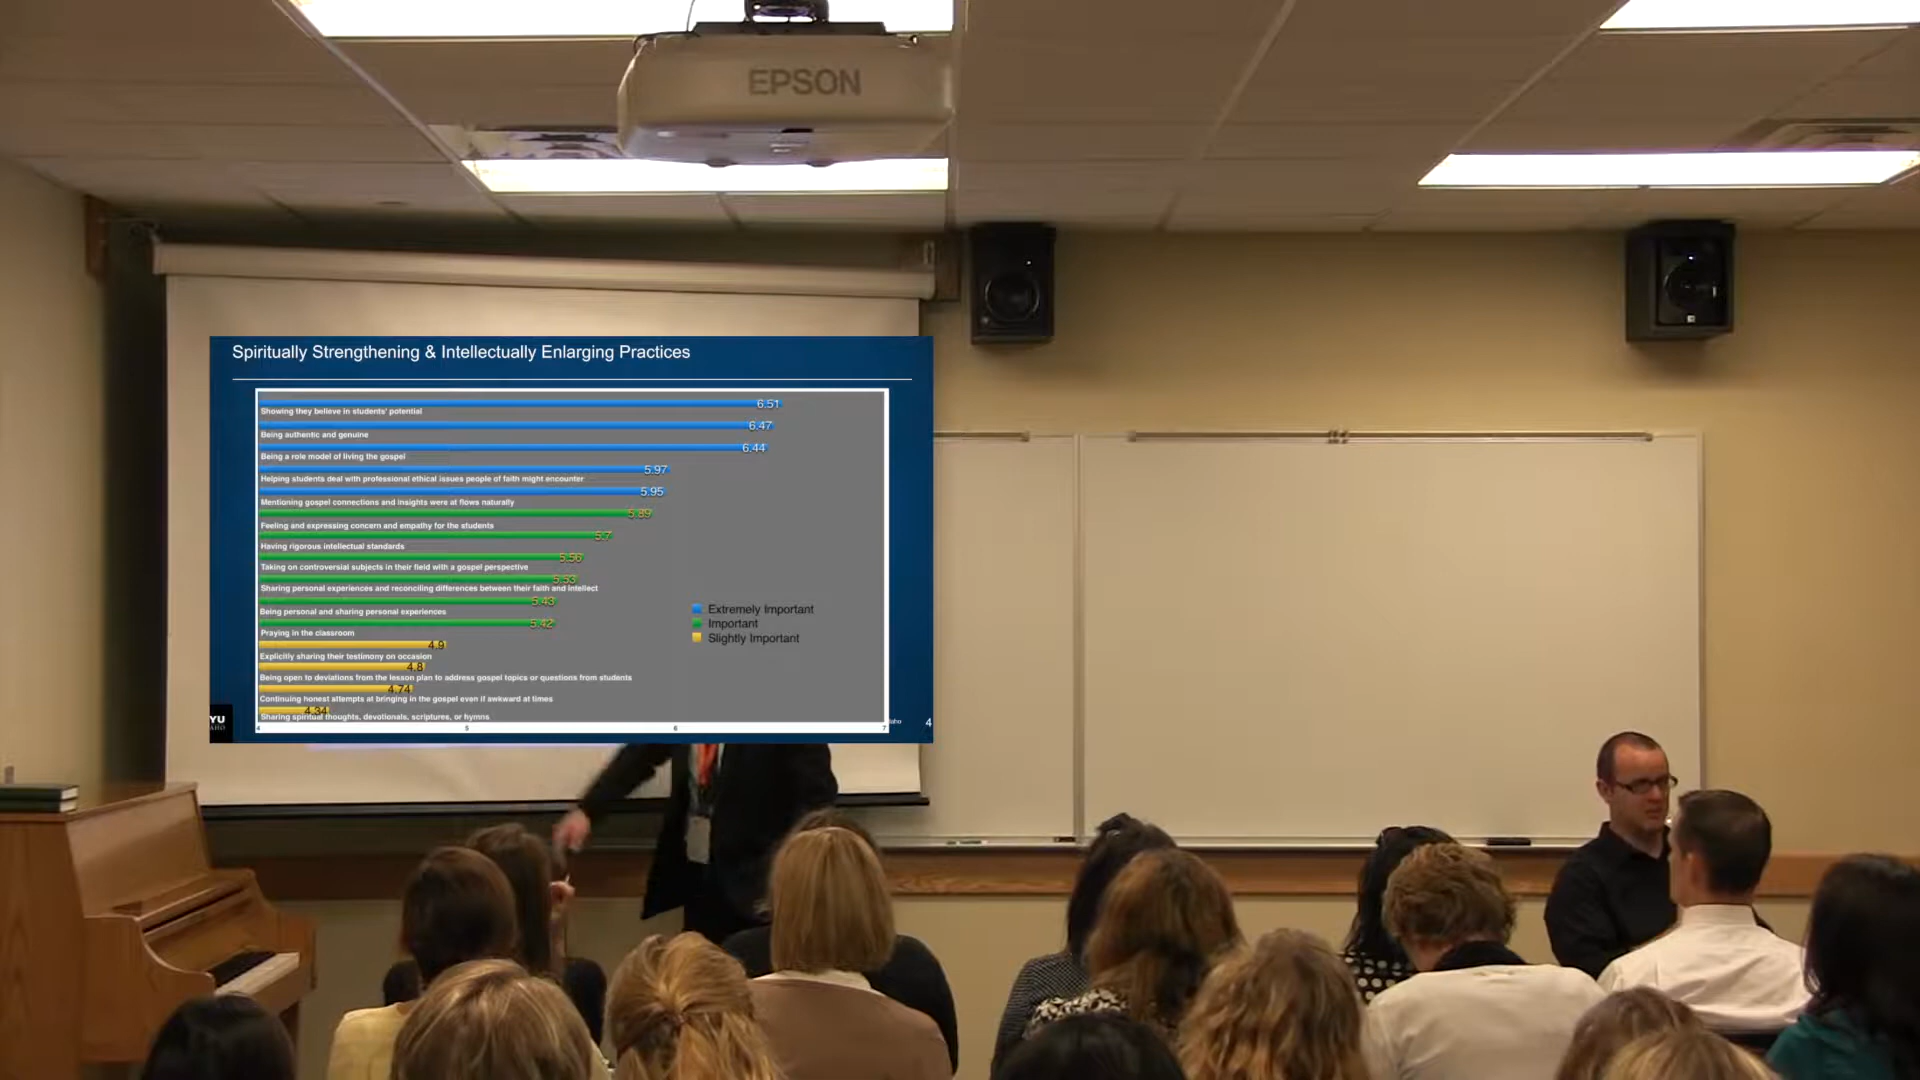 EPSON
Spiritually Strengthening & Intellectually Enlarging Practices
6.51
Showing they believe in students' potential
6.47
Being authentic and genuine
6.44
Being a role model of living the gospel
5.97
Helping students deal with professional ethical issues people of faith might encounter
5.95
Mentioning gospel connections and insights were at flows naturally
5.89
Feeling and expressing concern and empathy for the students
5.7
Having rigorous intellectual standards
5.56
Taking on controversial subjects in their field with a gospel perspective
5.53
Sharing personal experiences and reconciling differences between their faith and intellect
5.43
Being personal and sharing personal experiences
5.42
Praying in the classroom
4.9
Explicitly sharing their testimony on occasion
4.8
Being open to deviations from the lesson plan to address gospel topics or questions from students
4.74
Continuing honest attempts at bringing in the gospel even if awkward at times
4.34
Sharing spiritual thoughts, devotionals, scriptures, or hymns
Extremely Important
Important
Slightly Important
4 5 6 7
YU
AHO
laho
4